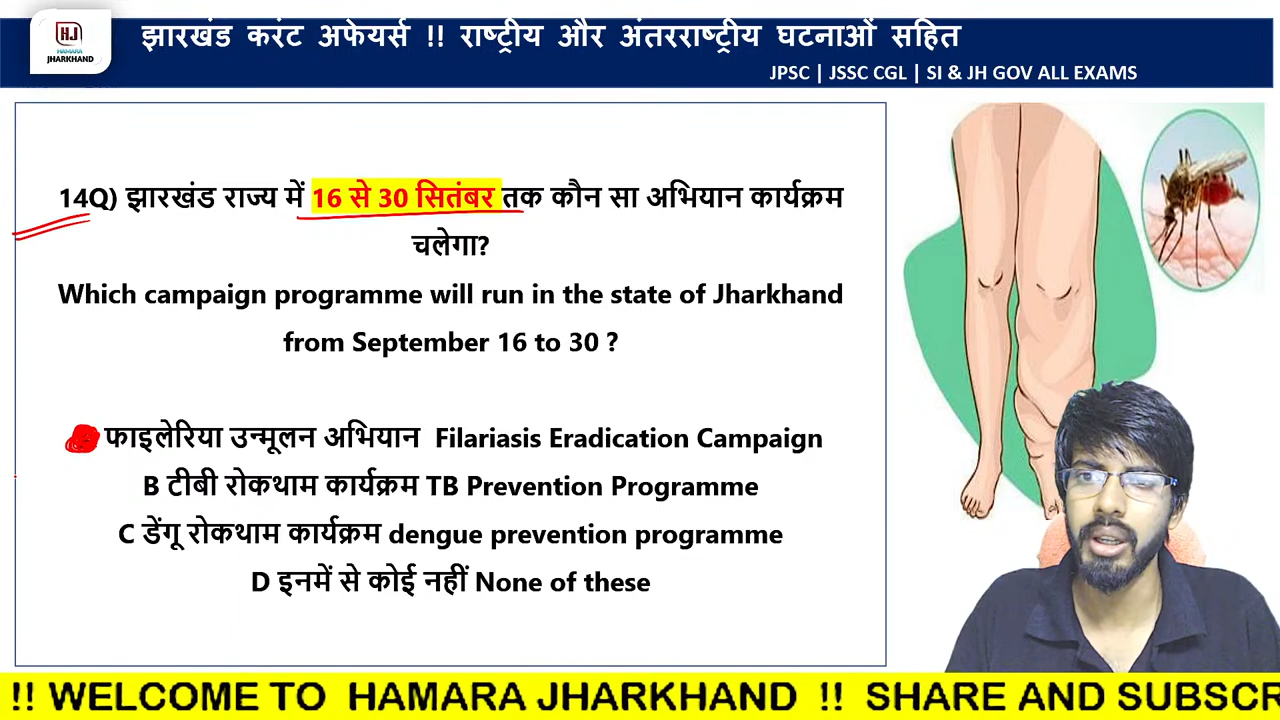 H.J
HAMARA
JHARKHAND
झारखंड करंट अफेयर्स !! राष्ट्रीय और अंतरराष्ट्रीय घटनाओं सहित
JPSC | JSSC CGL | SI & JH GOV ALL EXAMS
14Q) झारखंड राज्य में 16 से 30 सितंबर तक कौन सा अभियान कार्यक्रम
चलेगा?
Which campaign programme will run in the state of Jharkhand
from September 16 to 30 ?
फाइलेरिया उन्मूलन अभियान Filariasis Eradication Campaign
B टीबी रोकथाम कार्यक्रम TB Prevention Programme
C डेंगू रोकथाम कार्यक्रम dengue prevention programme
D इनमें से कोई नहीं None of these
!! WELCOME TO HAMARA JHARKHAND !! SHARE AND SUBSCR